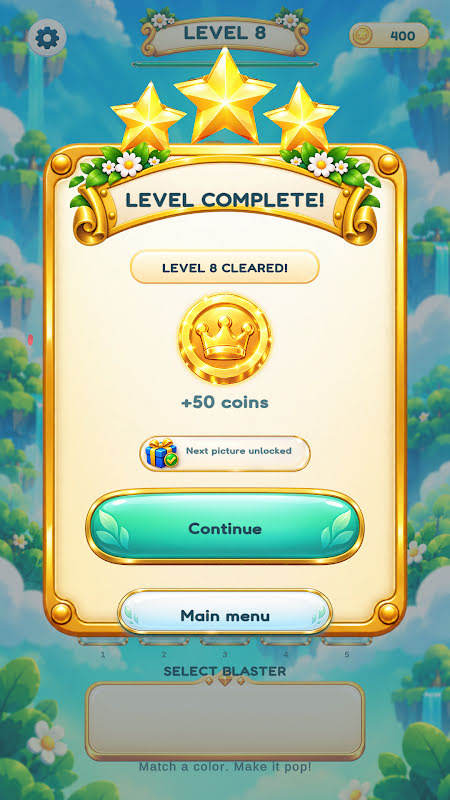 LEVEL 8
400
LEVEL COMPLETE!
LEVEL 8 CLEARED!
+50 coins
Next picture unlocked
Continue
Main menu
1 2 3 4 5
SELECT BLASTER
Match a color. Make it pop!